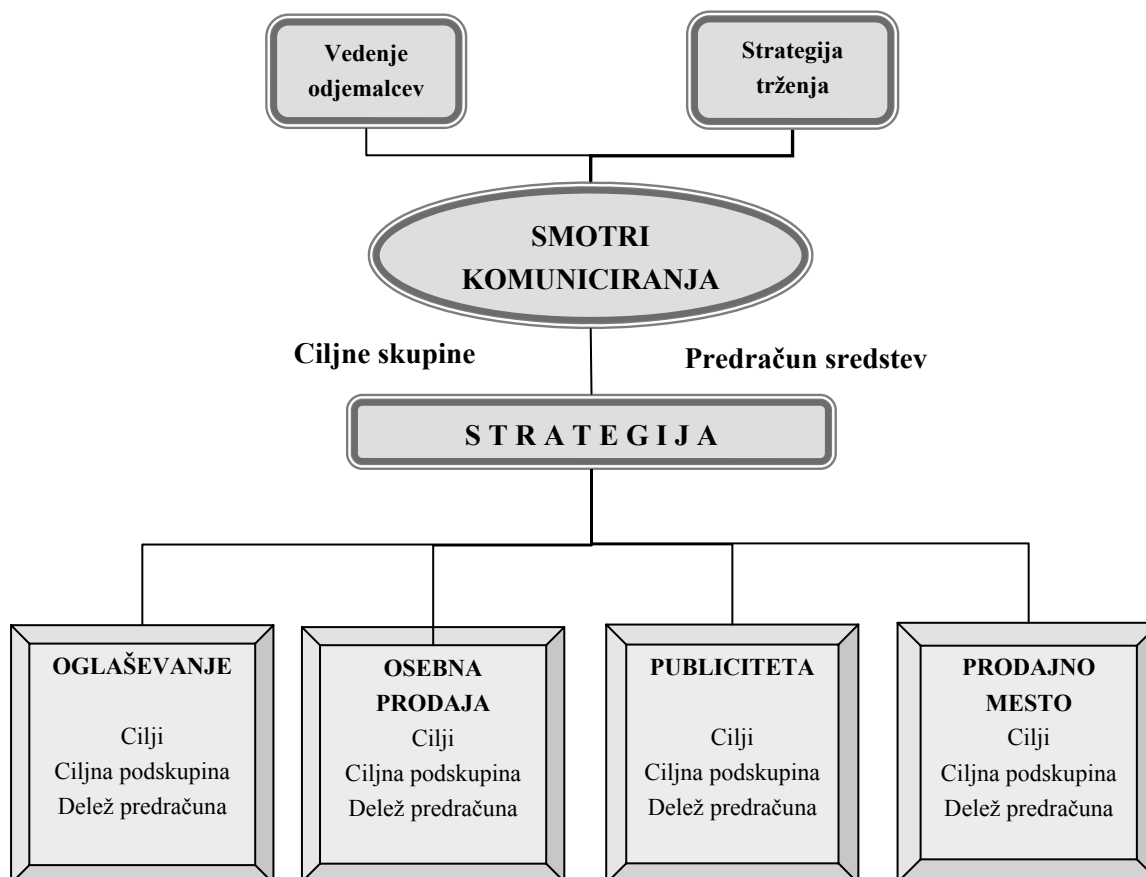 Vedenje
odjemalcev
Strategija
trženja
SMOTRI
KOMUNICIRANJA
Ciljne skupine
Predračun sredstev
S T R A T E G I J A
OGLAŠEVANJE
Cilji
Ciljna podskupina
Delež predračuna
OSEBNA
PRODAJA
Cilji
Ciljna podskupina
Delež predračuna
PUBLICITETA
Cilji
Ciljna podskupina
Delež predračuna
PRODAJNO
MESTO
Cilji
Ciljna podskupina
Delež predračuna